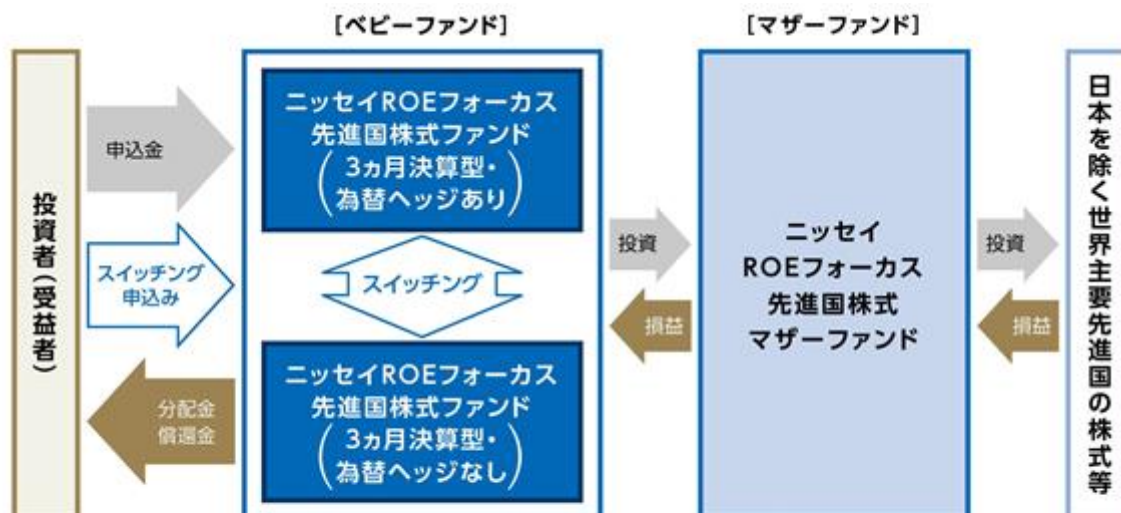 [ベビーファンド]
[マザーファンド]
投資者(受益者)
申込金
スイッチング
申込み
分配金
償還金
ニッセイROEフォーカス
先進国株式ファンド
(3ヵ月決算型・
為替ヘッジあり)
スイッチング
ニッセイROEフォーカス
先進国株式ファンド
(3ヵ月決算型・
為替ヘッジなし)
投資
損益
ニッセイ
ROEフォーカス
先進国株式
マザーファンド
投資
損益
日本を除く世界主要先進国の株式等